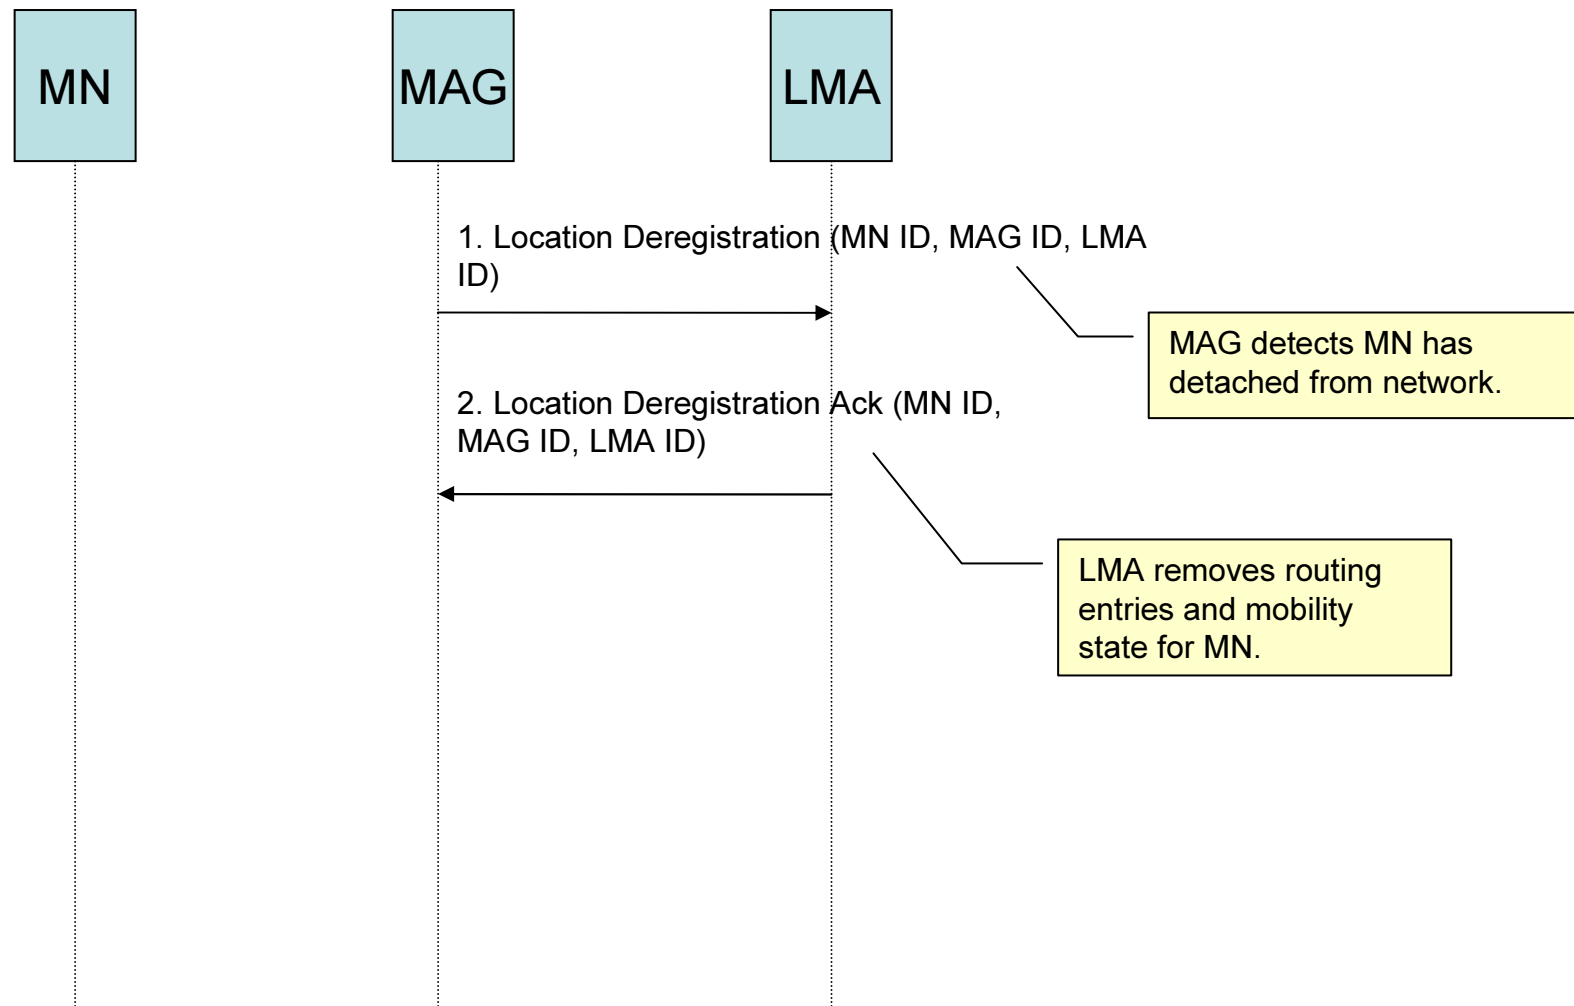 MN
MAG
LMA
1. Location Deregistration (MN ID, MAG ID, LMA
ID)
MAG detects MN has
detached from network.
2. Location Deregistration Ack (MN ID,
MAG ID, LMA ID)
LMA removes routing
entries and mobility
state for MN.